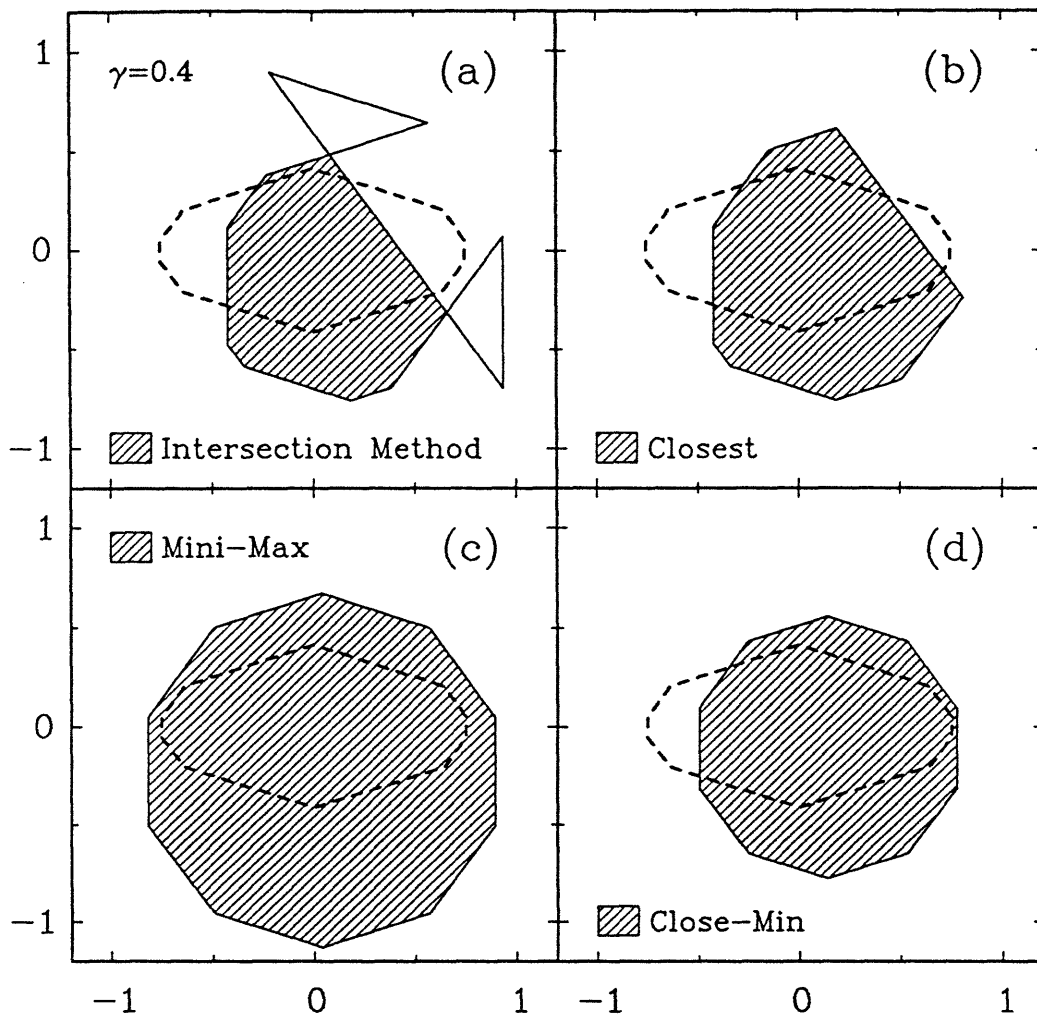 1
γ=0.4
(a)
(b)
0
-1
Intersection Method
Closest
1
Mini-Max
(c)
(d)
0
-1
Close-Min
-1
0
1
-1
0
1